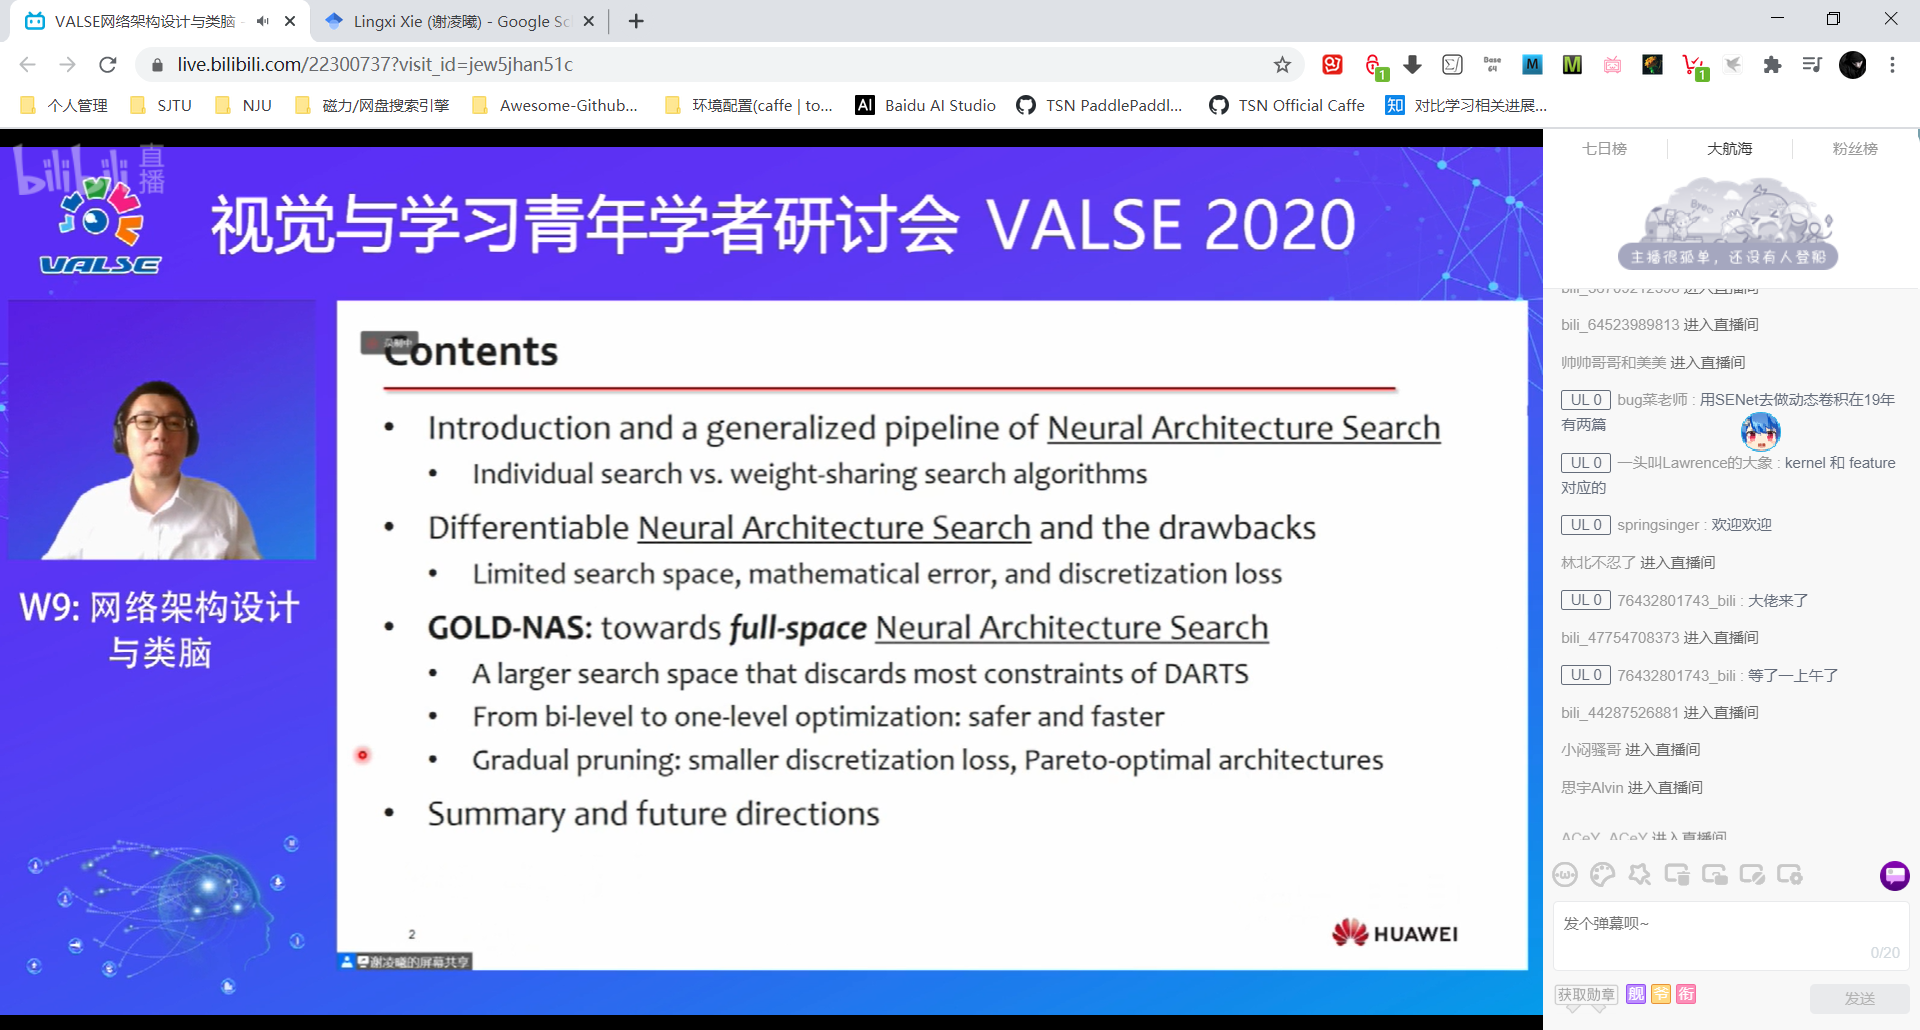 VALSE网络架构设计与类脑 -
Lingxi Xie (谢凌曦) - Google Sc
live.bilibili.com/22300737?visit_id=jew5jhan51c
个人管理
SJTU
NJU
磁力/网盘搜索引擎
Awesome-Github...
环境配置(caffe | to...
Baidu AI Studio
TSN PaddlePaddl...
TSN Official Caffe
对比学习相关进展...
bilibili 直播
VALSE
视觉与学习青年学者研讨会 VALSE 2020
W9: 网络架构设计
与类脑
录制中
Contents
• Introduction and a generalized pipeline of Neural Architecture Search
• Individual search vs. weight-sharing search algorithms
• Differentiable Neural Architecture Search and the drawbacks
• Limited search space, mathematical error, and discretization loss
• GOLD-NAS: towards full-space Neural Architecture Search
• A larger search space that discards most constraints of DARTS
• From bi-level to one-level optimization: safer and faster
• Gradual pruning: smaller discretization loss, Pareto-optimal architectures
• Summary and future directions
2
HUAWEI
谢凌曦的屏幕共享
七日榜
大航海
粉丝榜
主播很孤单，还没有人登船
bili_64523989813 进入直播间
帅帅哥哥和美美 进入直播间
UL 0 bug菜老师 : 用SENet去做动态卷积在19年
有两篇
UL 0 一头叫Lawrence的大象 : kernel 和 feature
对应的
UL 0 springsinger : 欢迎欢迎
林北不忍了 进入直播间
UL 0 76432801743_bili : 大佬来了
bili_47754708373 进入直播间
UL 0 76432801743_bili : 等了一上午了
bili_44287526881 进入直播间
小闷骚哥 进入直播间
思宇Alvin 进入直播间
ACeY_ACeY 进入直播间
发个弹幕呗~
0/20
获取勋章
舰
爷
衔
发送